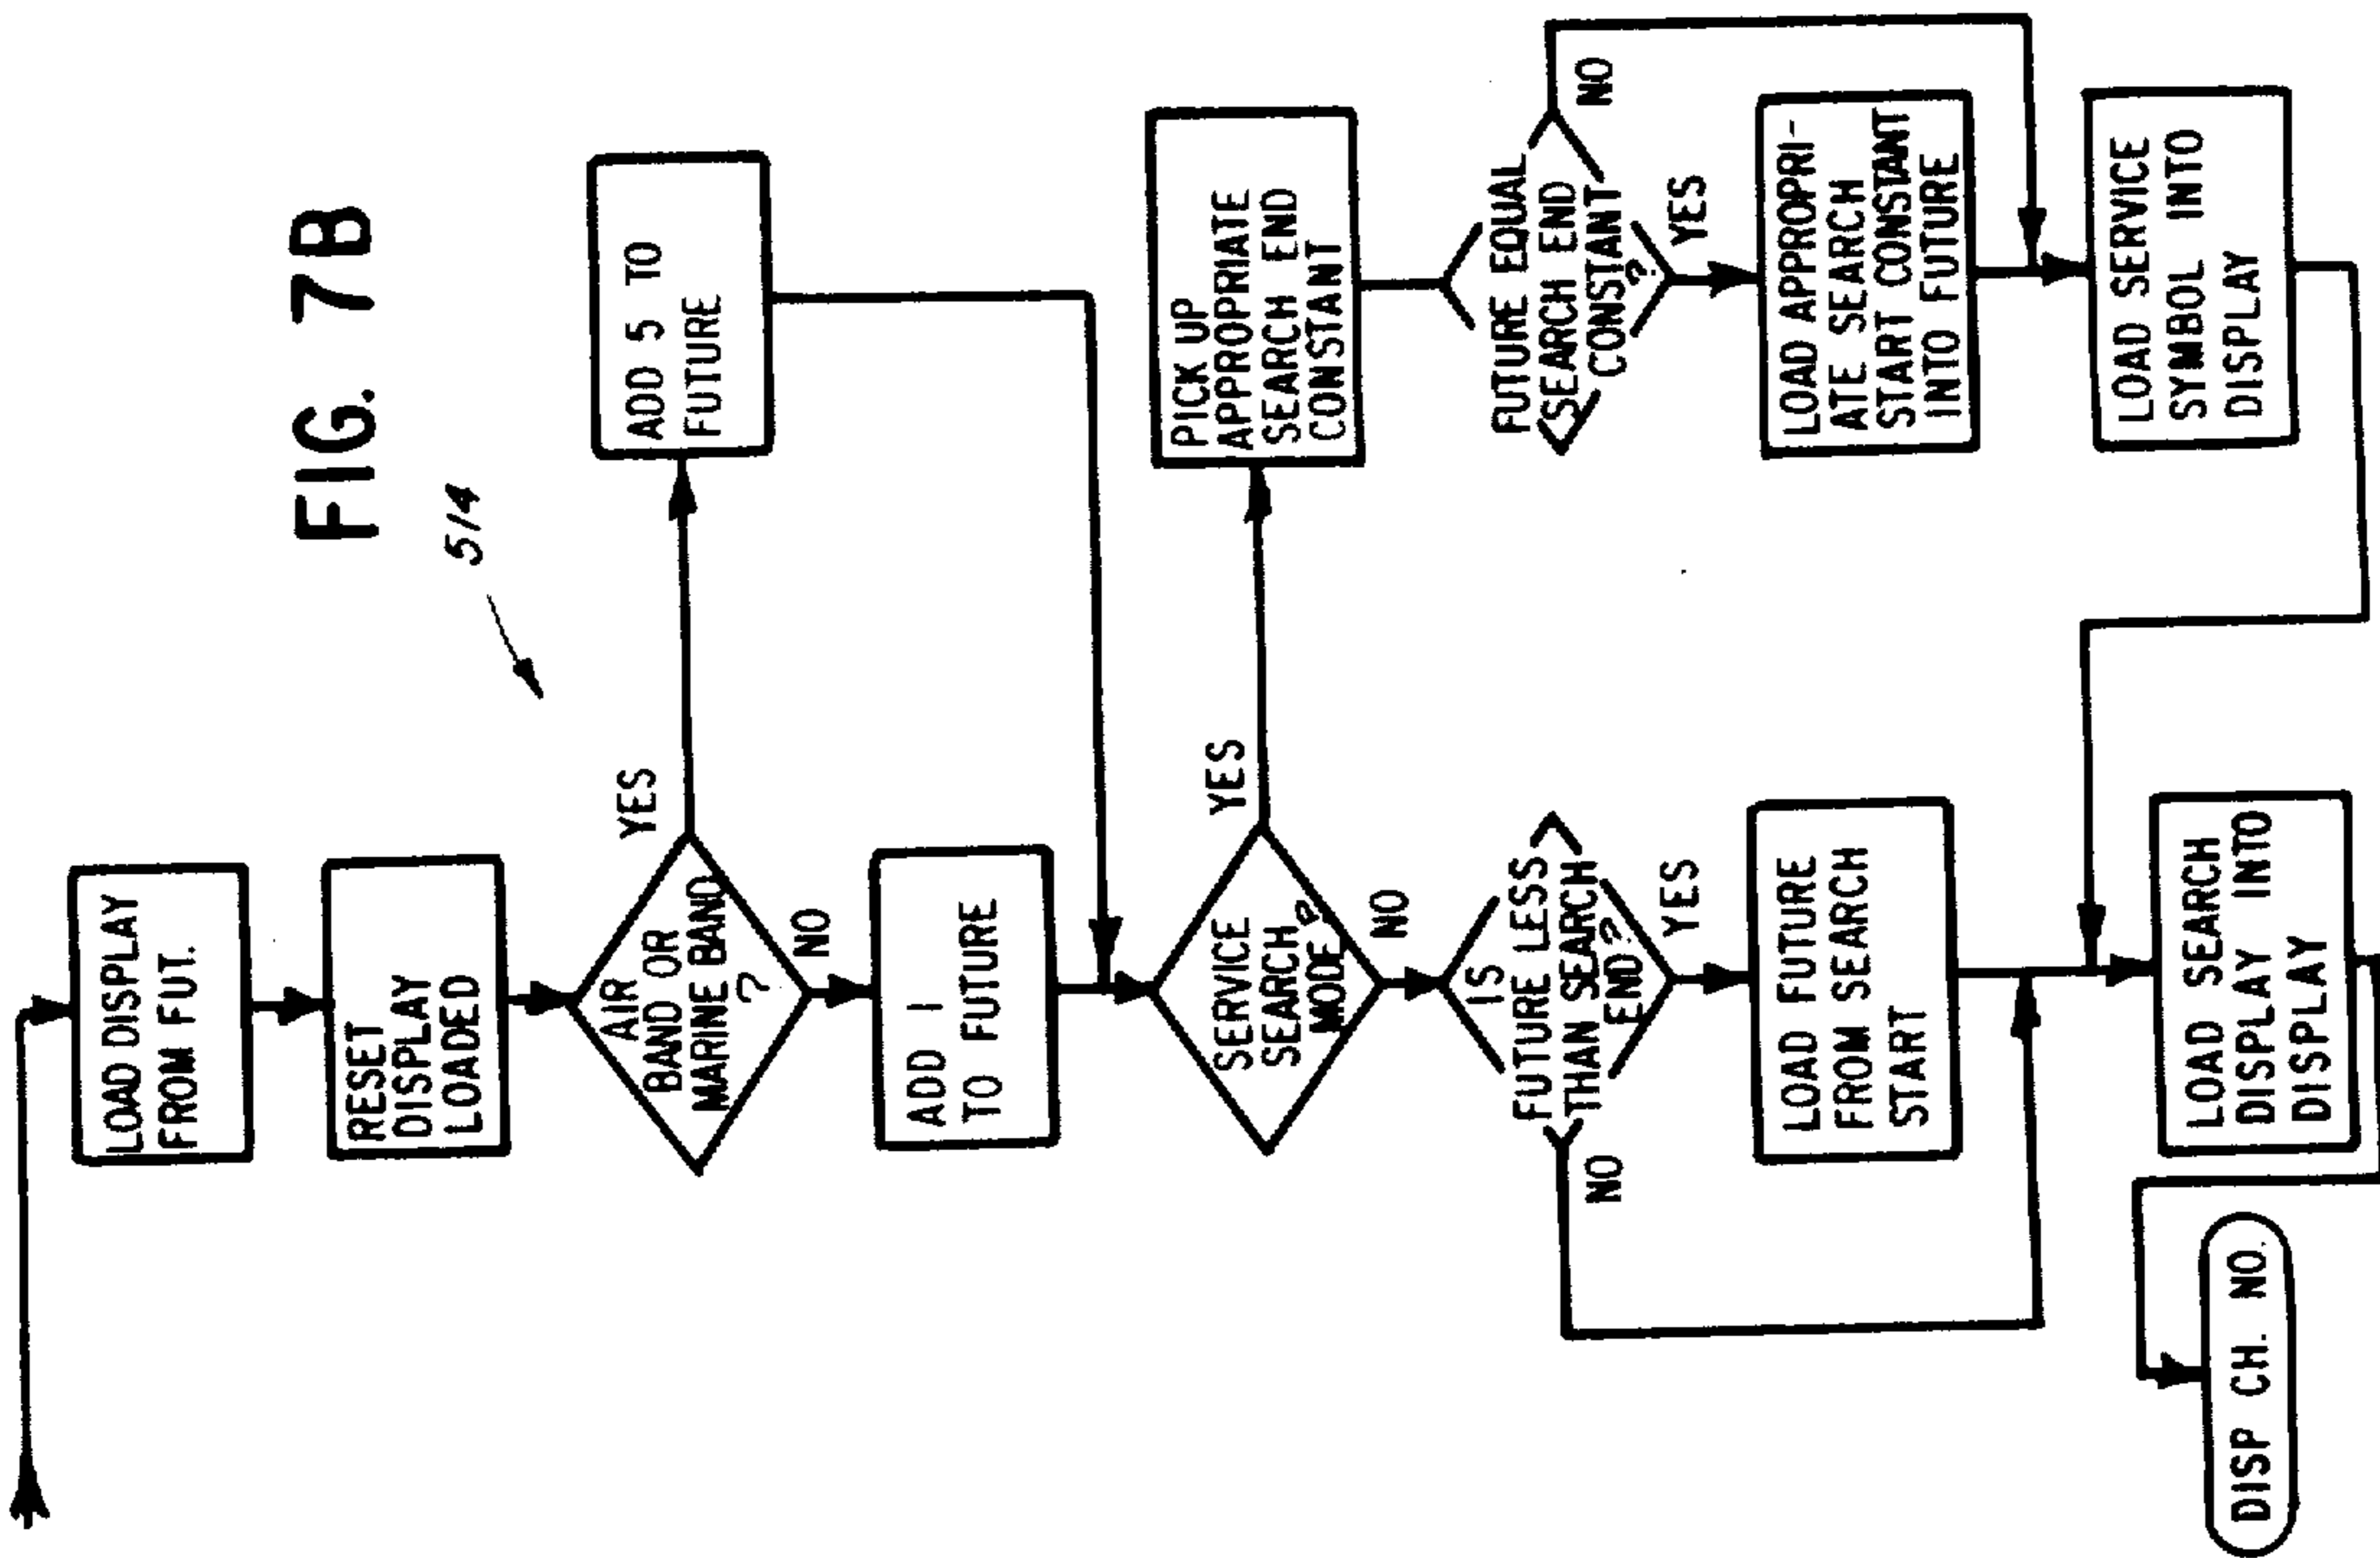 FIG. 7B
514
LOAD DISPLAY
FROM FUT.
RESET
DISPLAY
LOADED
AIR
BAND OR
MARINE BAND
?
YES
NO
ADD 5 TO
FUTURE
ADD 1
TO FUTURE
SERVICE
SEARCH
MODE ?
YES
NO
PICK UP
APPROPRIATE
SEARCH END
CONSTANT
FUTURE EQUAL
SEARCH END
CONSTANT
?
NO
YES
LOAD APPROPRI-
ATE SEARCH
START CONSTANT
INTO FUTURE
LOAD SERVICE
SYMBOL INTO
DISPLAY
IS
FUTURE LESS
THAN SEARCH
END?
NO
YES
LOAD FUTURE
FROM SEARCH
START
LOAD SEARCH
DISPLAY INTO
DISPLAY
DISP CH. NO.